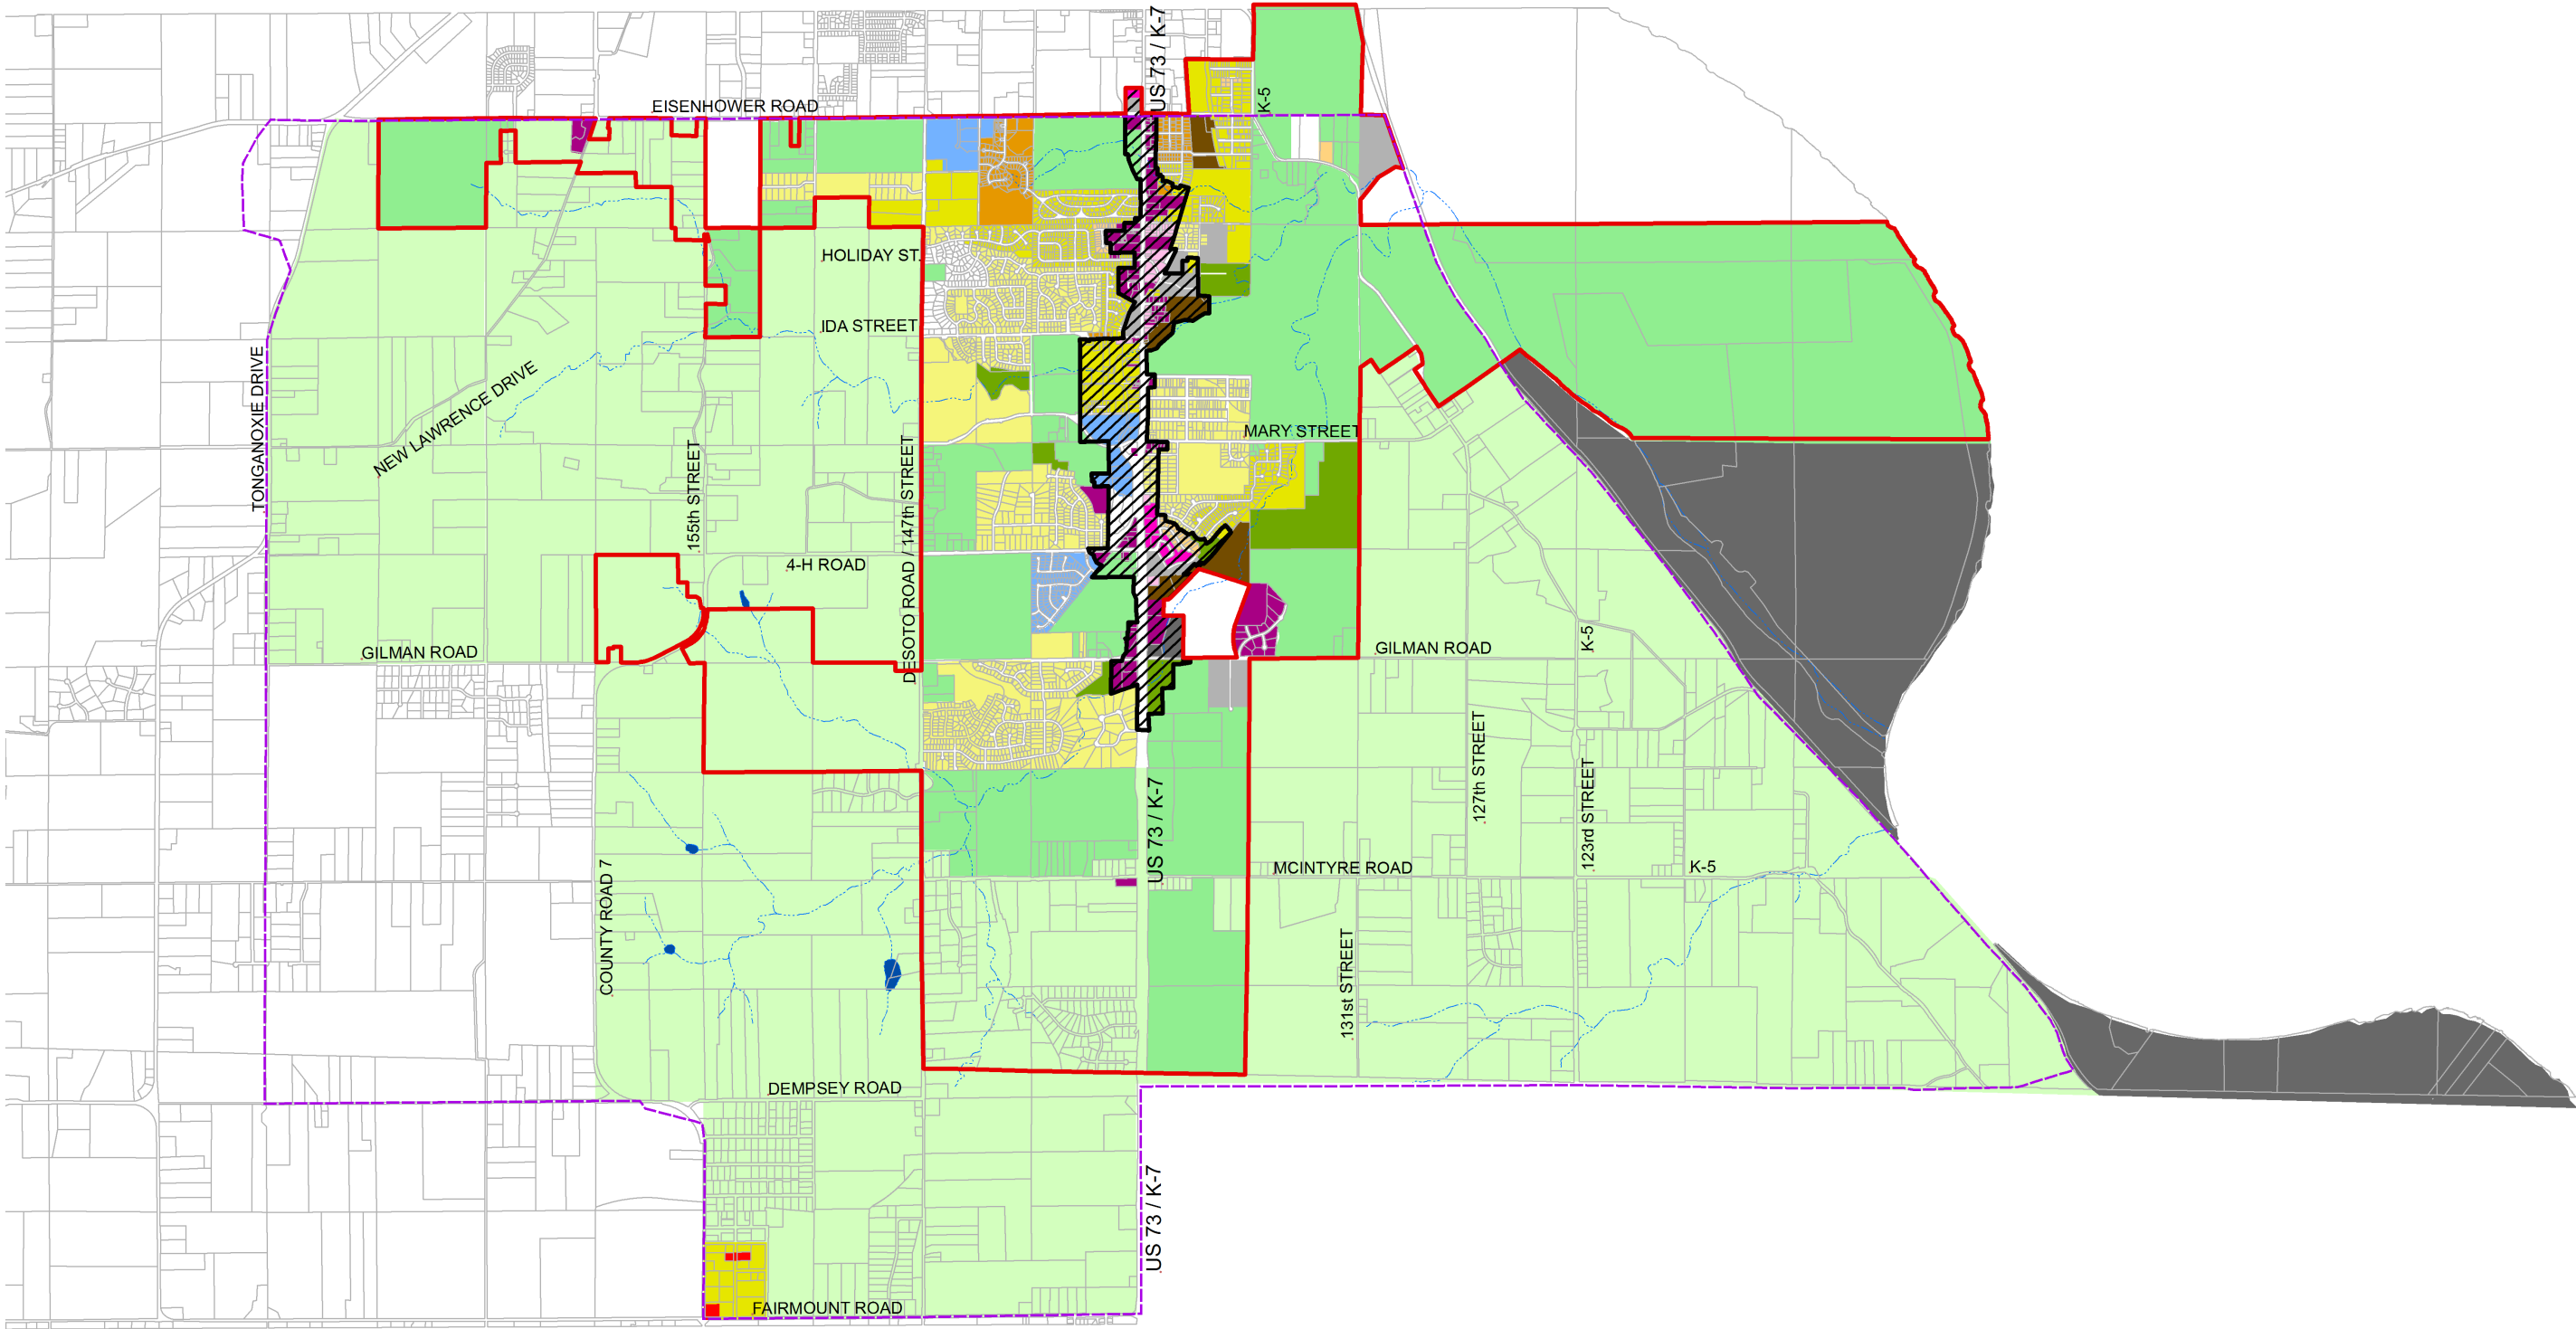 US 73 / K-7
K-5
EISENHOWER ROAD
HOLIDAY ST.
IDA STREET
TONGANOXIE DRIVE
NEW LAWRENCE DRIVE
155th STREET
DESOTO ROAD / 147th STREET
MARY STREET
4-H ROAD
GILMAN ROAD
GILMAN ROAD
K-5
127th STREET
123rd STREET
US 73 / K-7
MCINTYRE ROAD
K-5
COUNTY ROAD 7
131st STREET
DEMPSEY ROAD
US 73 / K-7
FAIRMOUNT ROAD